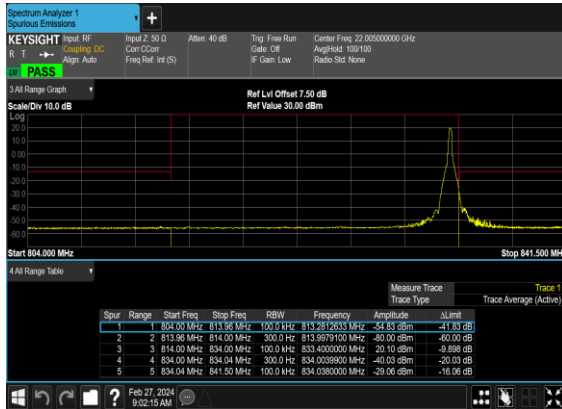 Spectrum Analyzer 1
Spurious Emissions
KEYSIGHT Input: RF Input Z: 50 Ω Atten: 40 dB Trig: Free Run Center Freq: 22.005000000 GHz
R T Coupling: DC Corr CCorr Gate: Off Avg|Hold: 100/100
Align: Auto Freq Ref: Int (S) IF Gain: Low Radio Std: None
PASS
3 All Range Graph
Scale/Div 10.0 dB Ref Lvl Offset 7.50 dB
Ref Value 30.00 dBm
Log
20.0
10.0
0.00
-10.0
-20.0
-30.0
-40.0
-50.0
-60.0
Start 804.000 MHz Stop 841.500 MH
4 All Range Table
Measure Trace Trace 1
Trace Type Trace Average (Active)
Spur Range Start Freq Stop Freq RBW Frequency Amplitude ΔLimit
1 1 804.00 MHz 813.96 MHz 100.0 kHz 813.2812633 MHz -54.83 dBm -41.83 dB
2 2 813.96 MHz 814.00 MHz 300.0 Hz 813.9979100 MHz -80.00 dBm -60.00 dB
3 3 814.00 MHz 834.00 MHz 100.0 kHz 833.4000000 MHz 20.10 dBm -9.898 dB
4 4 834.00 MHz 834.04 MHz 300.0 Hz 834.0039900 MHz -40.03 dBm -20.03 dB
5 5 834.04 MHz 841.50 MHz 100.0 kHz 834.0380000 MHz -29.06 dBm -16.06 dB
Feb 27, 2024
9:02:15 AM